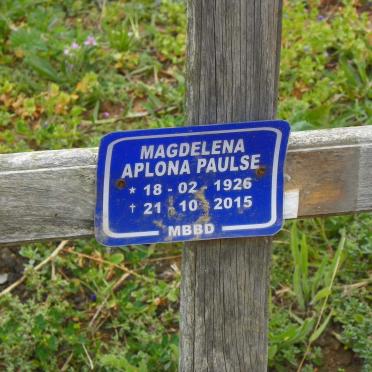 MAGDELENA
APLONA PAULSE
* 18 - 02 1926
† 21 10 2015
MBBD